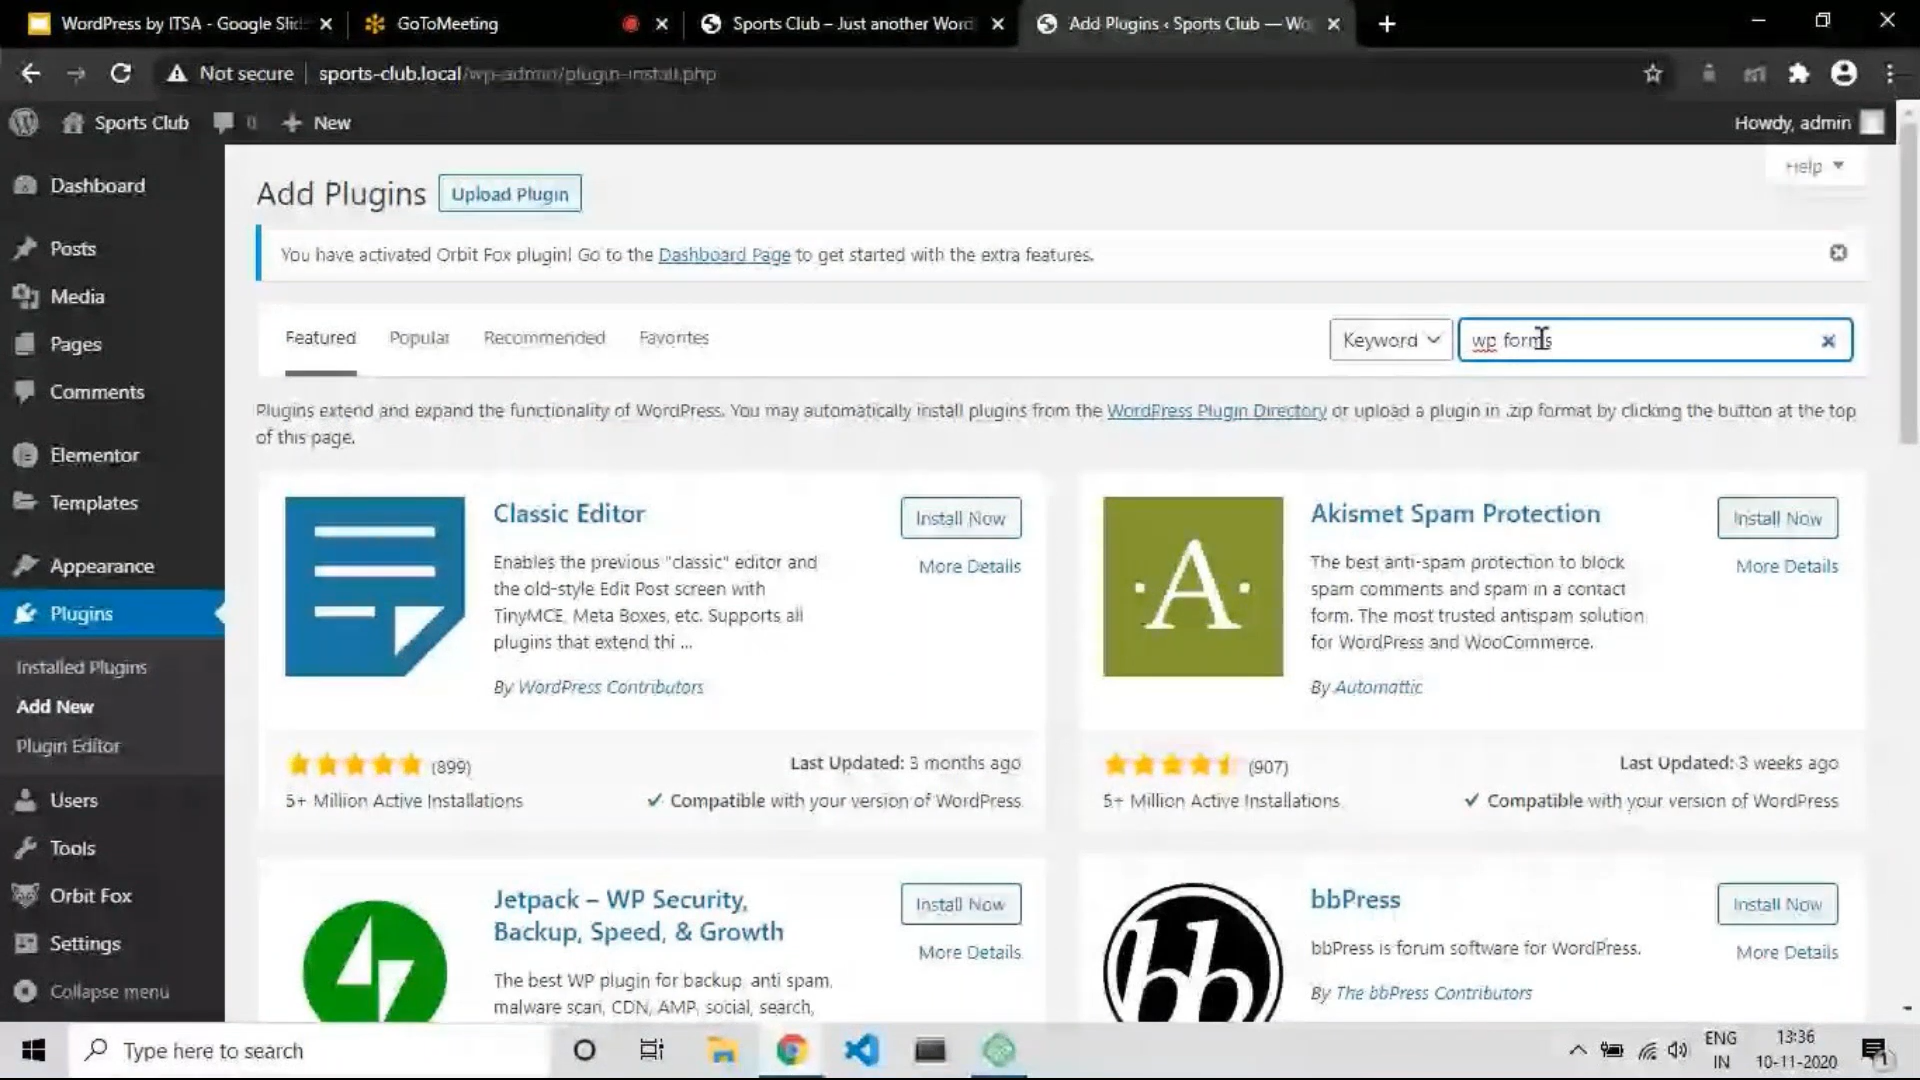 WordPress by ITSA - Google Slid
GoToMeeting
Sports Club – Just another Word
Add Plugins ‹ Sports Club — Wo
Not secure
sports-club.local/wp-admin/plugin-install.php
Sports Club
0
New
Howdy, admin
Dashboard
Posts
Media
Pages
Comments
Elementor
Templates
Appearance
Plugins
Installed Plugins
Add New
Plugin Editor
Users
Tools
Orbit Fox
Settings
Collapse menu
Help
Add Plugins
Upload Plugin
You have activated Orbit Fox plugin! Go to the Dashboard Page to get started with the extra features.
Featured
Popular
Recommended
Favorites
Keyword
wp forms
Plugins extend and expand the functionality of WordPress. You may automatically install plugins from the WordPress Plugin Directory or upload a plugin in .zip format by clicking the button at the top
of this page.
Classic Editor
Install Now
More Details
Enables the previous "classic" editor and
the old-style Edit Post screen with
TinyMCE, Meta Boxes, etc. Supports all
plugins that extend thi ...
By WordPress Contributors
(899)
Last Updated: 3 months ago
5+ Million Active Installations
Compatible with your version of WordPress
A
Akismet Spam Protection
Install Now
More Details
The best anti-spam protection to block
spam comments and spam in a contact
form. The most trusted antispam solution
for WordPress and WooCommerce.
By Automattic
(907)
Last Updated: 3 weeks ago
5+ Million Active Installations
Compatible with your version of WordPress
Jetpack – WP Security,
Backup, Speed, & Growth
Install Now
More Details
The best WP plugin for backup, anti spam,
malware scan, CDN, AMP, social, search,
bb
bbPress
Install Now
More Details
bbPress is forum software for WordPress.
By The bbPress Contributors
Type here to search
ENG
IN
13:36
10-11-2020
1